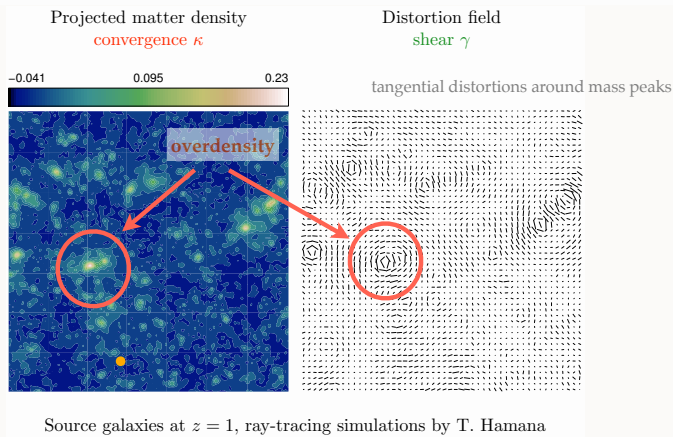 Projected matter density
convergence κ
Distortion field
shear γ
−0.041 0.095 0.23
tangential distortions around mass peaks
overdensity
Source galaxies at z = 1, ray-tracing simulations by T. Hamana